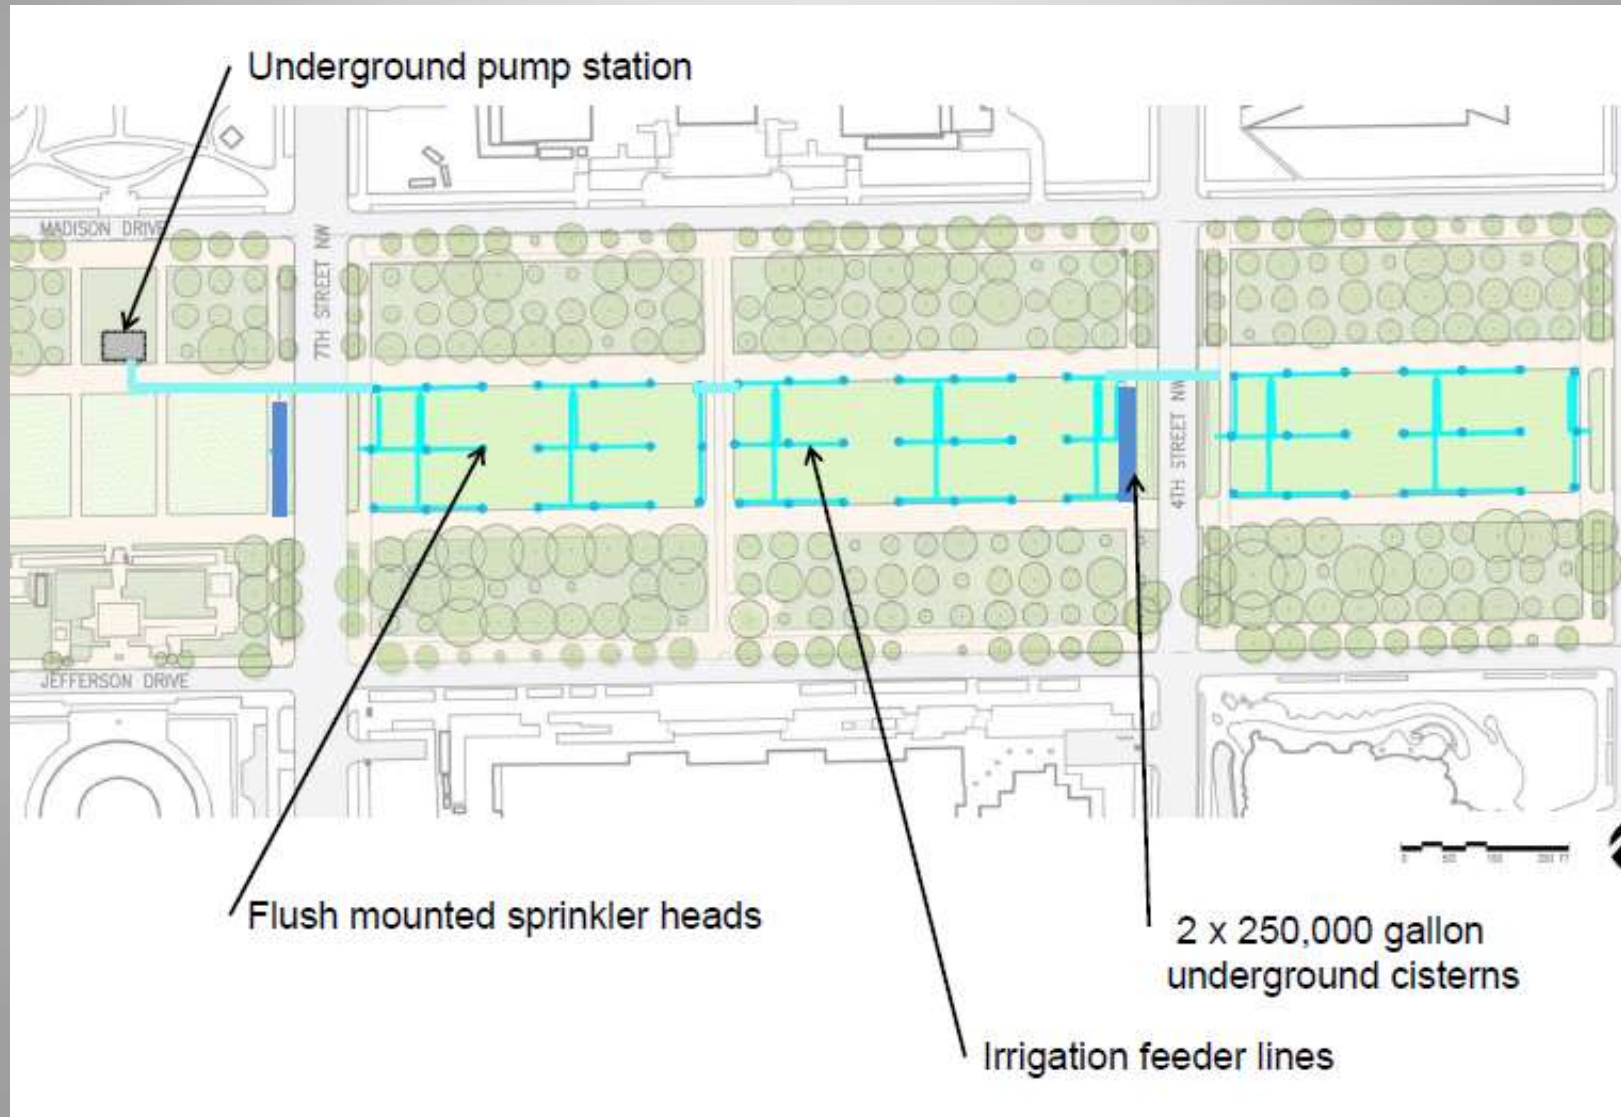 Underground pump station
MADISON DRIVE
7TH STREET NW
4TH STREET NW
JEFFERSON DRIVE
Flush mounted sprinkler heads
2 x 250,000 gallon
underground cisterns
Irrigation feeder lines